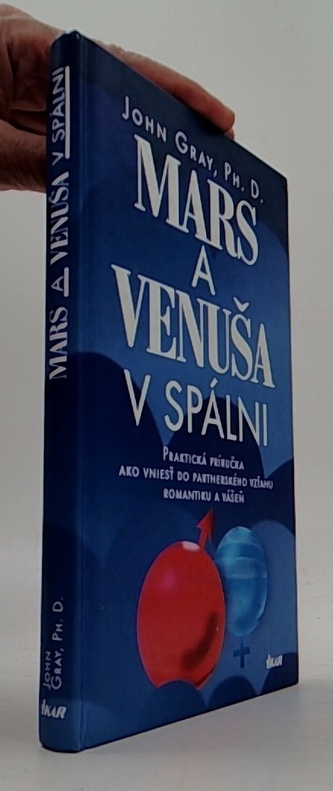 JOHN GRAY, PH. D.
MARS
A
VENUŠA
V SPÁLNI
PRAKTICKÁ PRÍRUČKA
AKO VNIESŤ DO PARTNERSKÉHO VZŤAHU
ROMANTIKU A VÁŠEŇ
IKAR
MARS A VENUŠA V SPÁLNI
JOHN
GRAY, PH. D.
IKAR